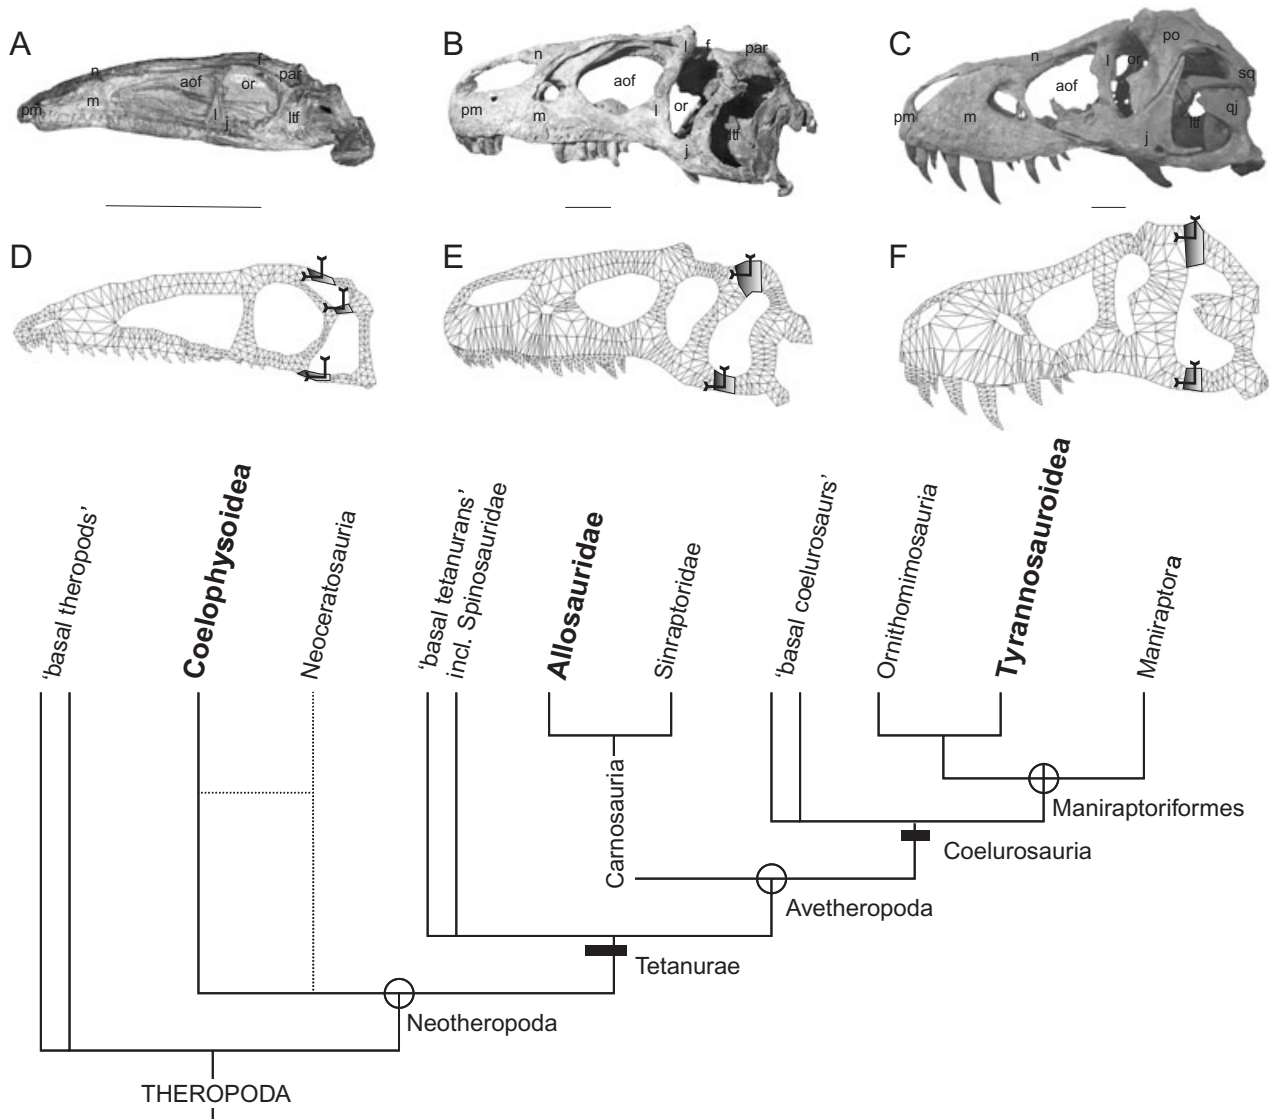 A
B
C
n
f
par
aof
or
m
pm
l
j
ltf
n
l
f
par
aof
or
pm
m
l
ltf
j
po
n
l
or
sq
aof
qj
pm
m
ltf
j
D
E
F
'basal theropods'
Coelophysoidea
Neoceratosauria
'basal tetanurans'
incl. Spinosauridae
Allosauridae
Sinraptoridae
'basal coelurosaurs'
Ornithomimosauria
Tyrannosauroidea
Maniraptora
Carnosauria
Maniraptoriformes
Coelurosauria
Avetheropoda
Tetanurae
Neotheropoda
THEROPODA